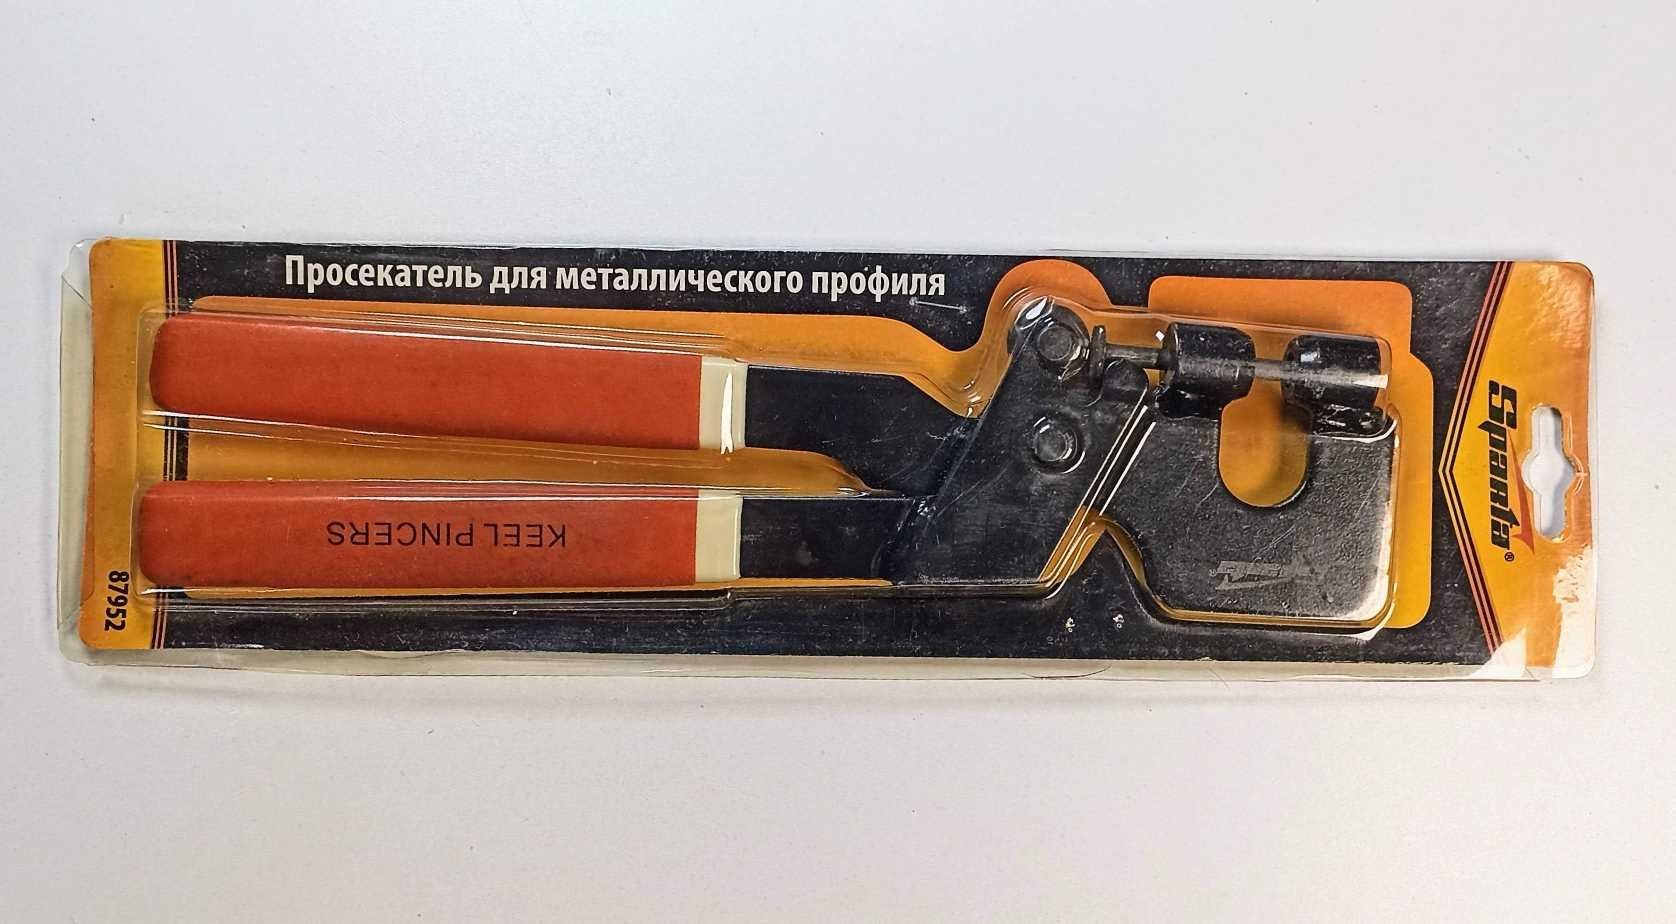 Просекатель для металлического профиля
Sparta®
KEEL PINCERS
87952